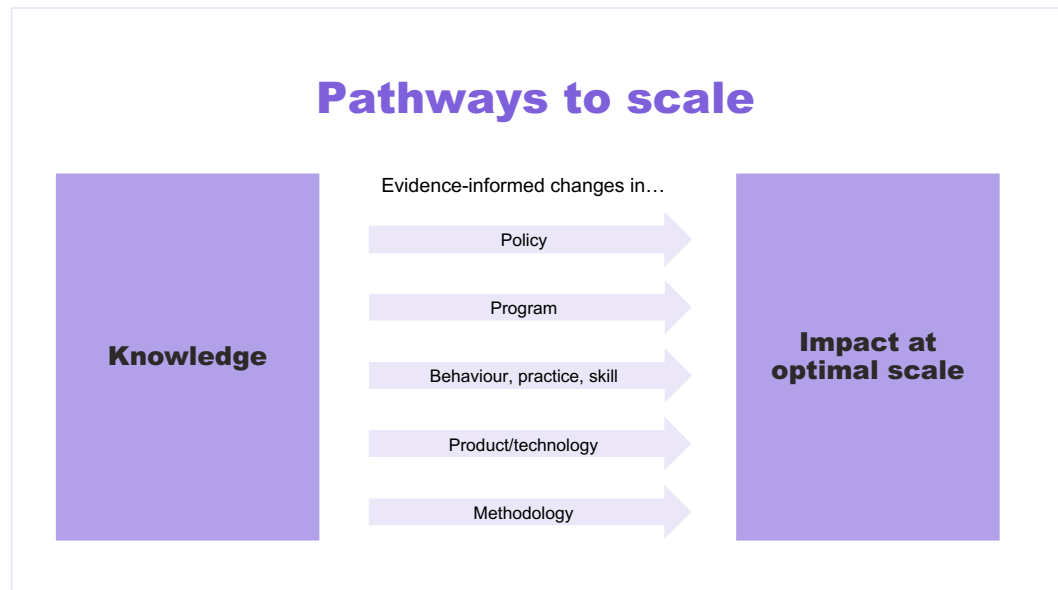 Pathways to scale
Knowledge
Evidence-informed changes in…
Policy
Program
Behaviour, practice, skill
Product/technology
Methodology
Impact at
optimal scale